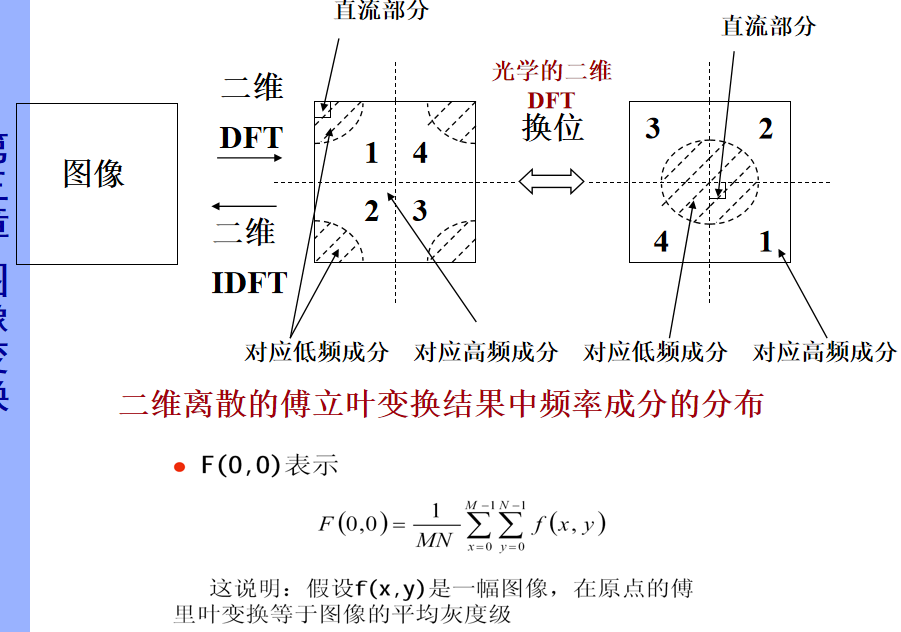 直流部分
直流部分
二维
DFT
二维
IDFT
图像
1
4
2
3
光学的二维
DFT
换位
3
2
4
1
对应低频成分
对应高频成分
对应低频成分
对应高频成分
二维离散的傅立叶变换结果中频率成分的分布
F(0,0)表示
F(0,0)= 1/MN ∑_{x=0}^{M-1} ∑_{y=0}^{N-1} f(x,y)
这说明：假设f(x,y)是一幅图像，在原点的傅
里叶变换等于图像的平均灰度级